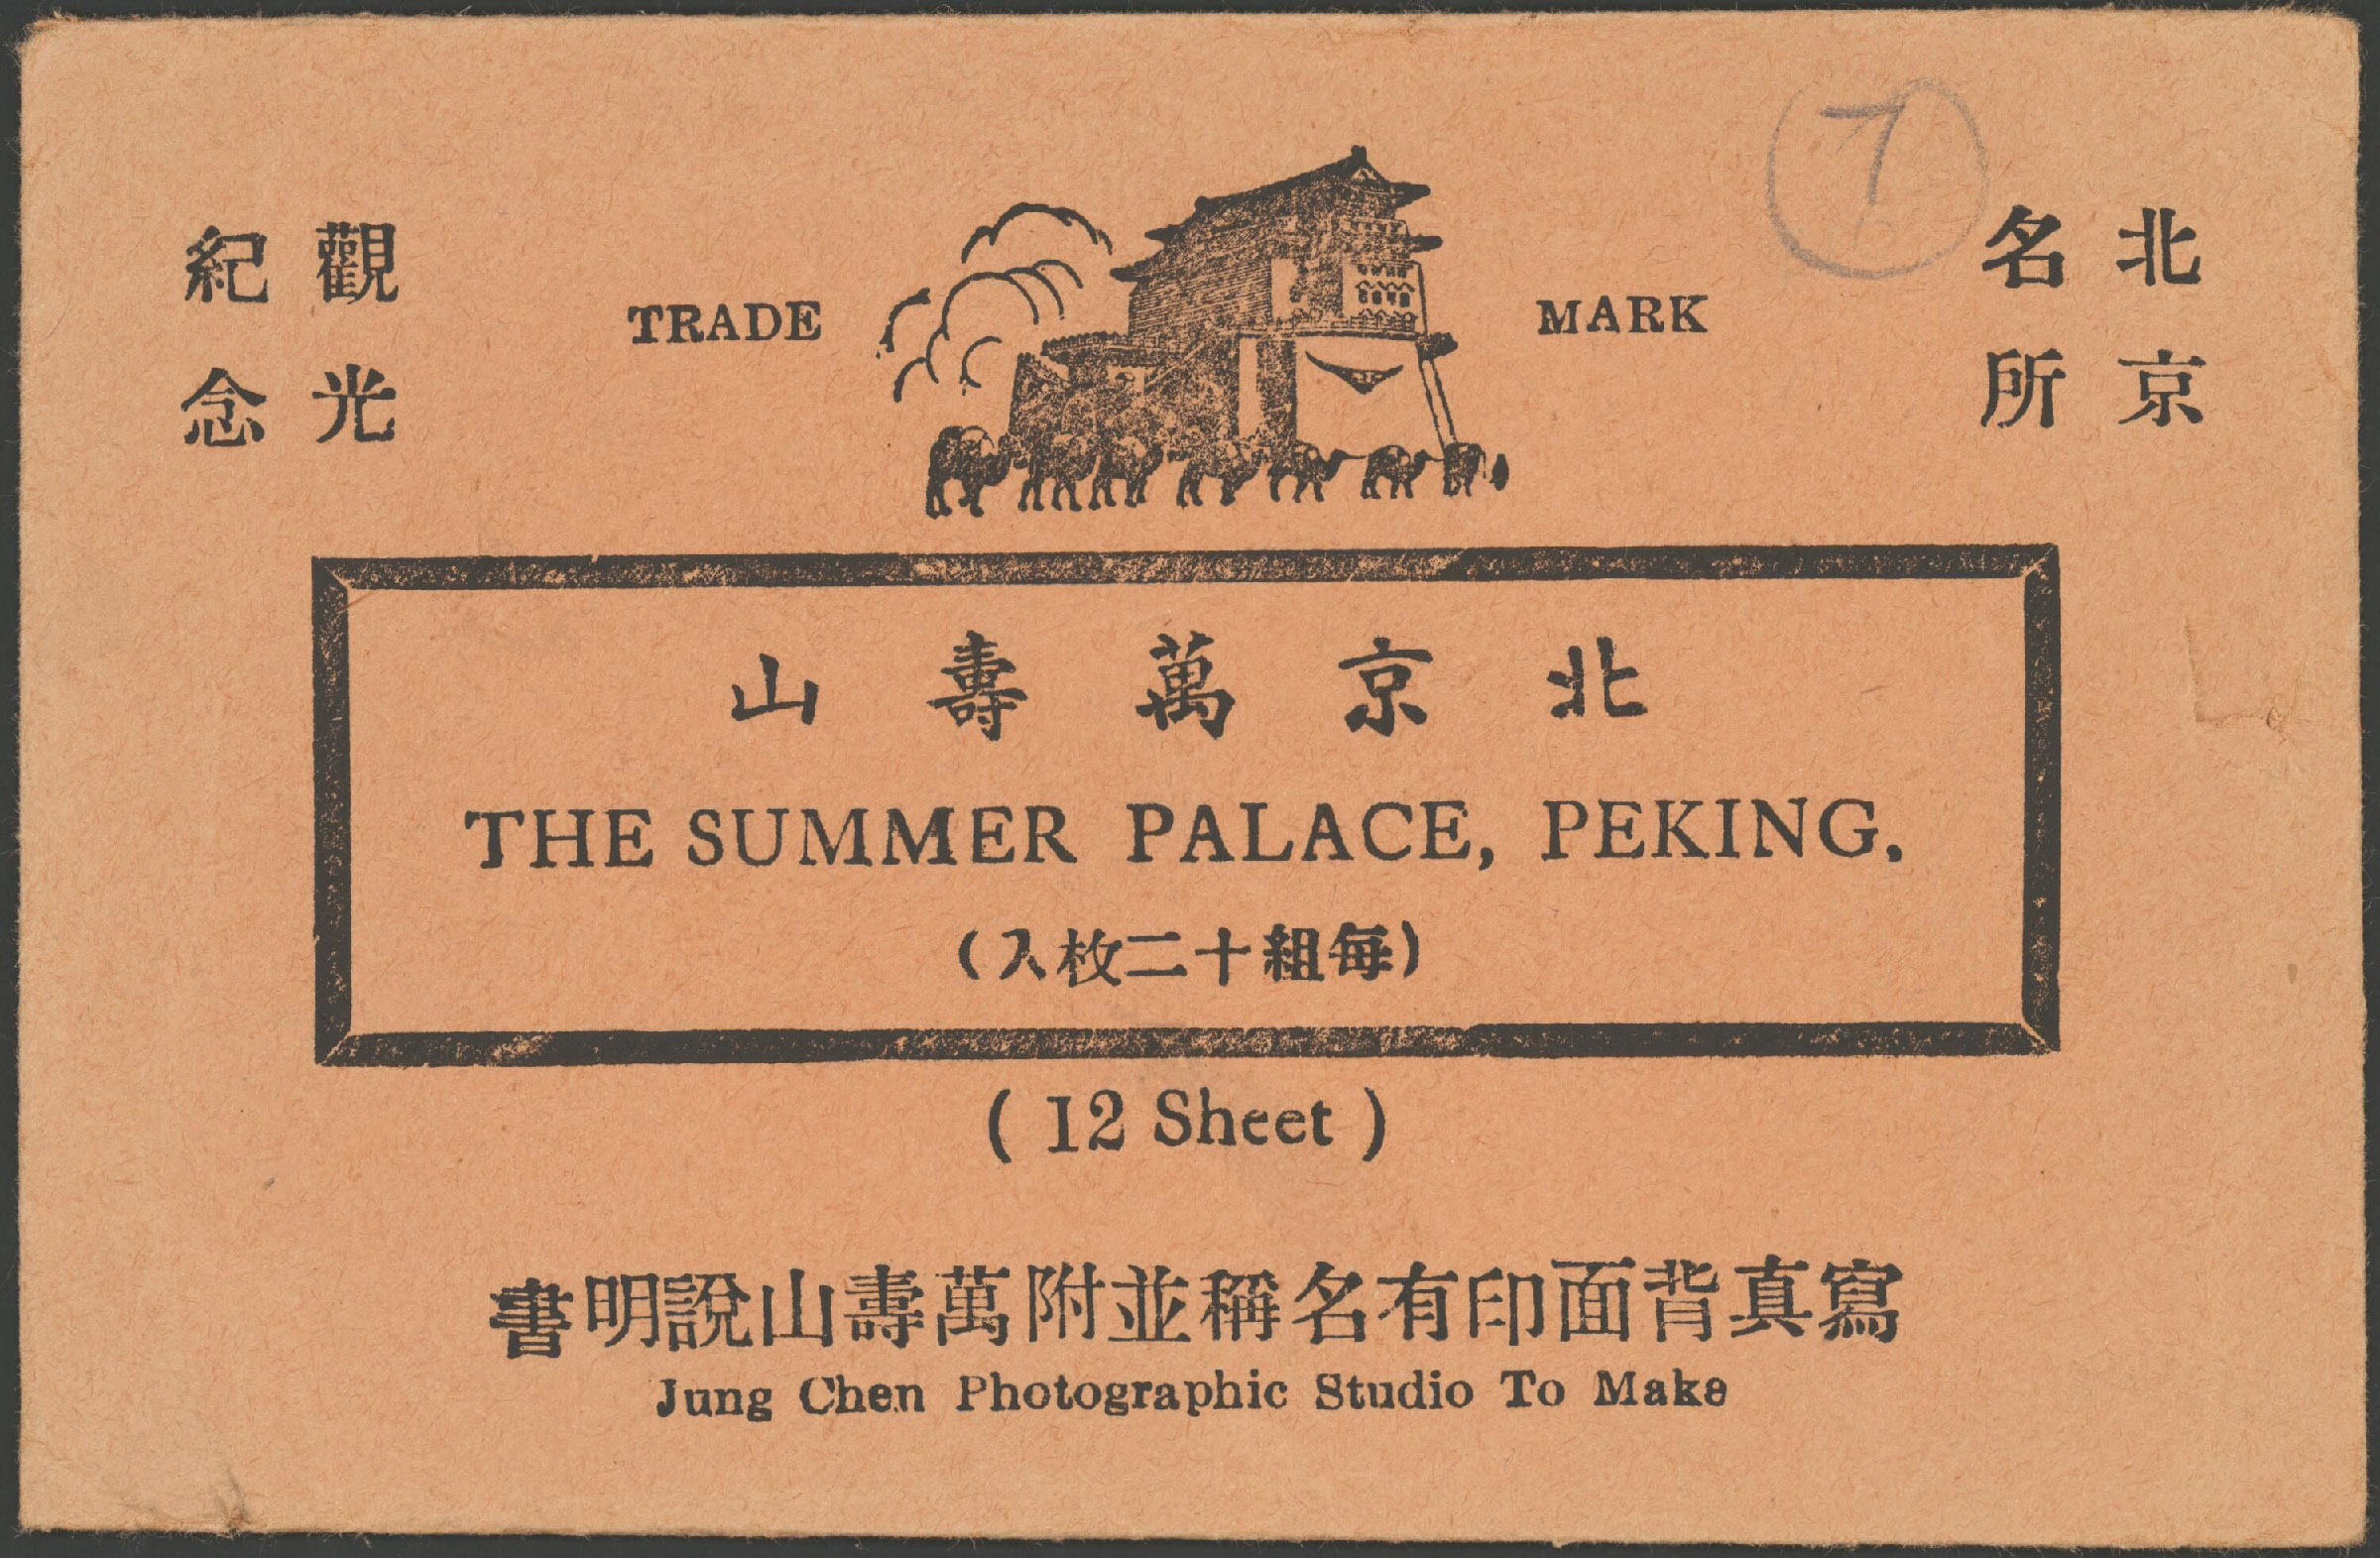 北京
名所
觀光
紀念
TRADE MARK
7
北京萬壽山
THE SUMMER PALACE, PEKING.
(每組十二枚入)
( 12 Sheet )
寫真背面印有名稱並附萬壽山說明書
Jung Chen Photographic Studio To Make